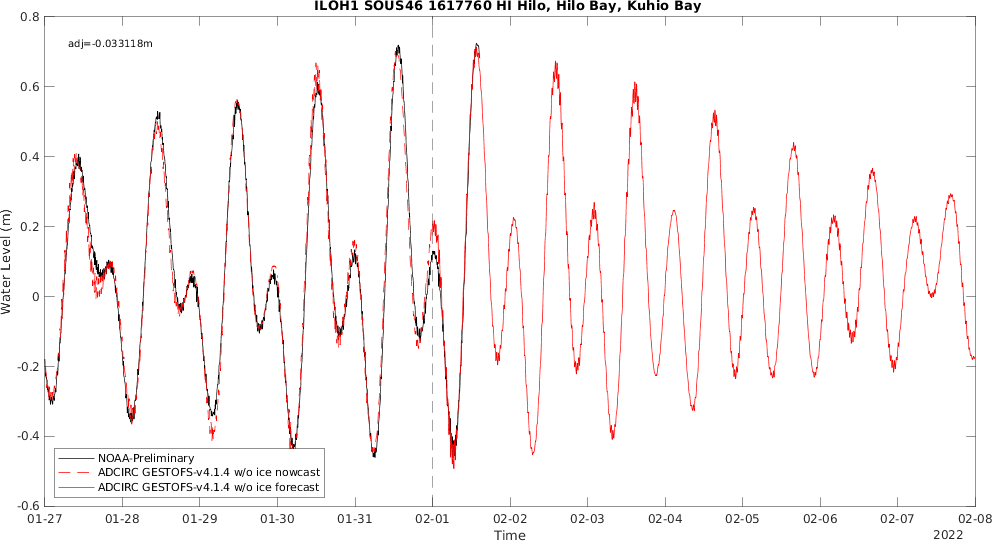 ILOH1 SOUS46 1617760 HI Hilo, Hilo Bay, Kuhio Bay
adj=-0.033118m
0.8
0.6
0.4
0.2
0
-0.2
-0.4
-0.6
Water Level (m)
NOAA-Preliminary
ADCIRC GESTOFS-v4.1.4 w/o ice nowcast
ADCIRC GESTOFS-v4.1.4 w/o ice forecast
01-27 01-28 01-29 01-30 01-31 02-01 02-02 02-03 02-04 02-05 02-06 02-07 02-08
Time
2022